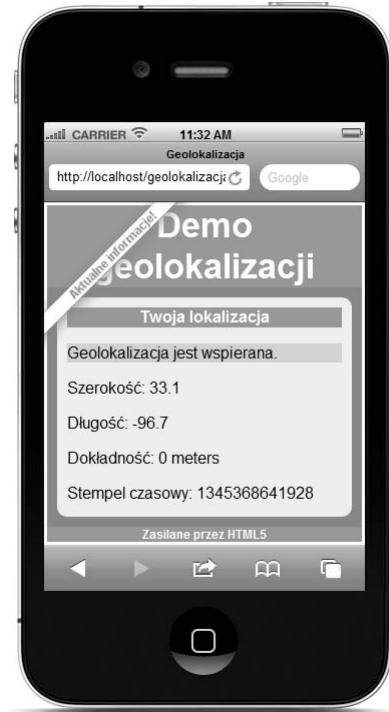 CARRIER 11:32 AM
Geolokalizacja
http://localhost/geolokalizacja
Google
Aktualne informacje!
Demo
geolokalizacji
Twoja lokalizacja
Geolokalizacja jest wspierana.
Szerokość: 33.1
Długość: -96.7
Dokładność: 0 meters
Stempel czasowy: 1345368641928
Zasilane przez HTML5